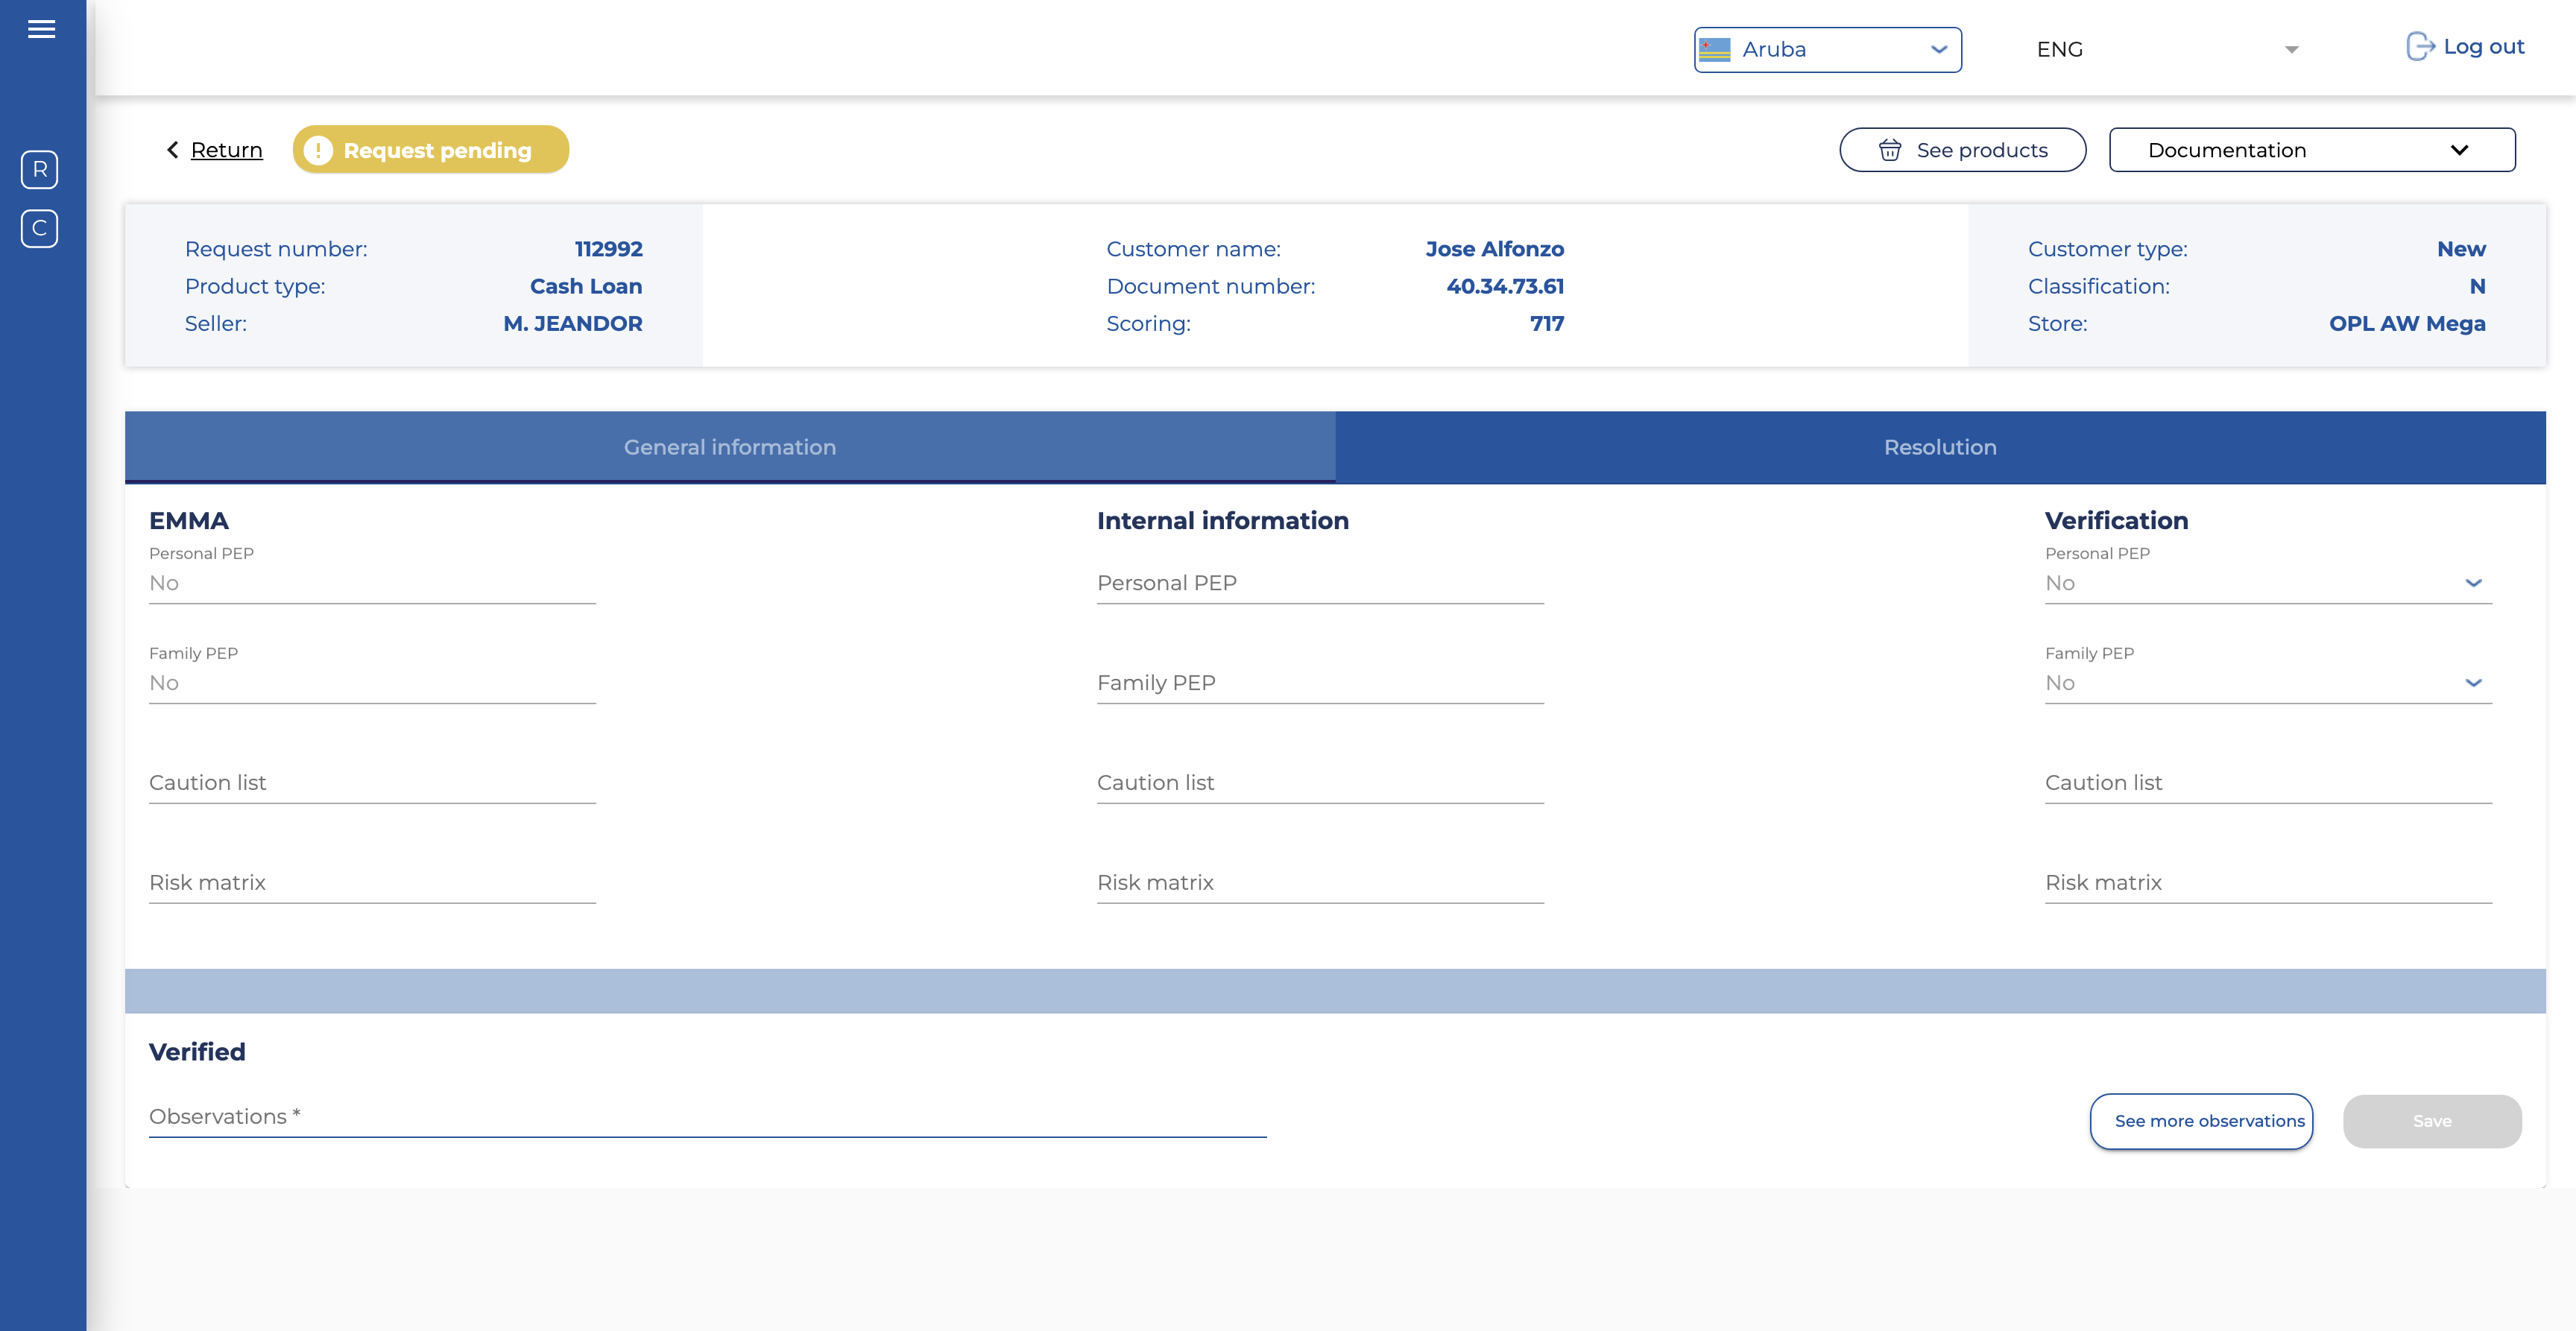 Aruba
ENG
Log out
R
C
Return
Request pending
See products
Documentation
Request number: 112992
Product type: Cash Loan
Seller: M. JEANDOR
Customer name: Jose Alfonzo
Document number: 40.34.73.61
Scoring: 717
Customer type: New
Classification: N
Store: OPL AW Mega
General information
Resolution
EMMA
Personal PEP
No
Family PEP
No
Caution list
Risk matrix
Internal information
Personal PEP
Family PEP
Caution list
Risk matrix
Verification
Personal PEP
No
Family PEP
No
Caution list
Risk matrix
Verified
Observations *
See more observations
Save